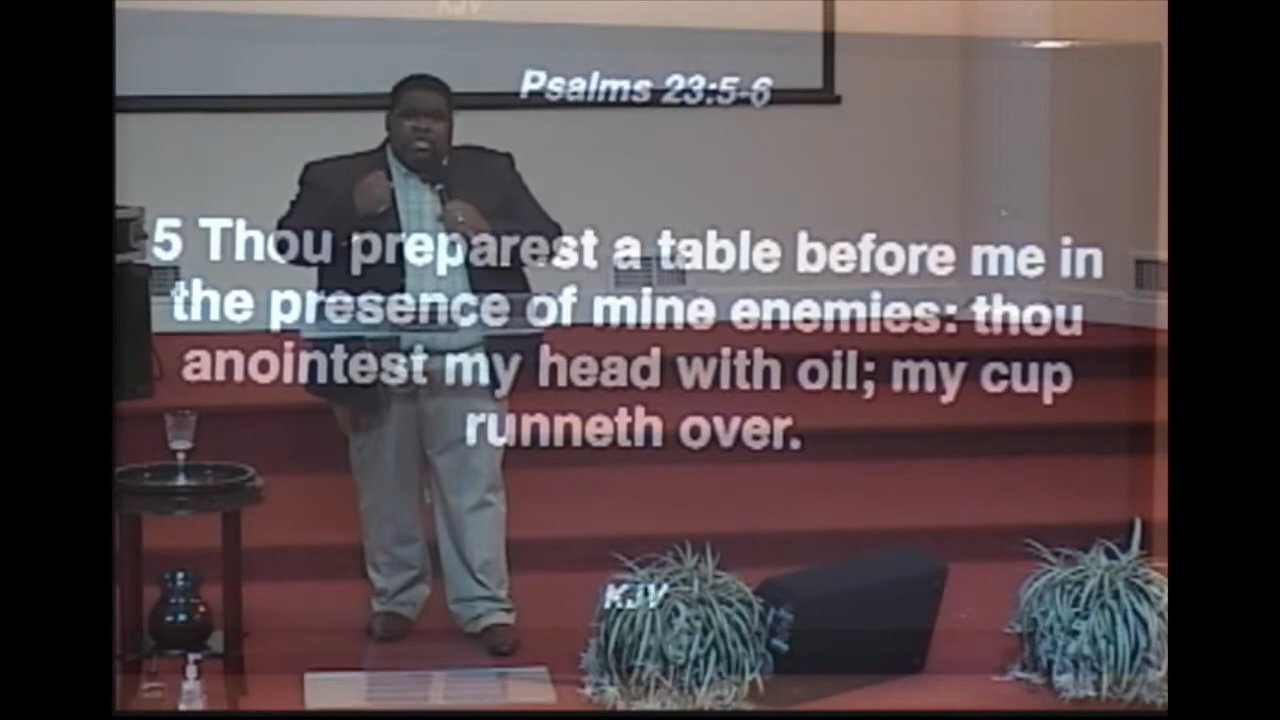 KJV
Psalms 23:5-6
5 Thou preparest a table before me in
the presence of mine enemies: thou
anointest my head with oil; my cup
runneth over.
KJV